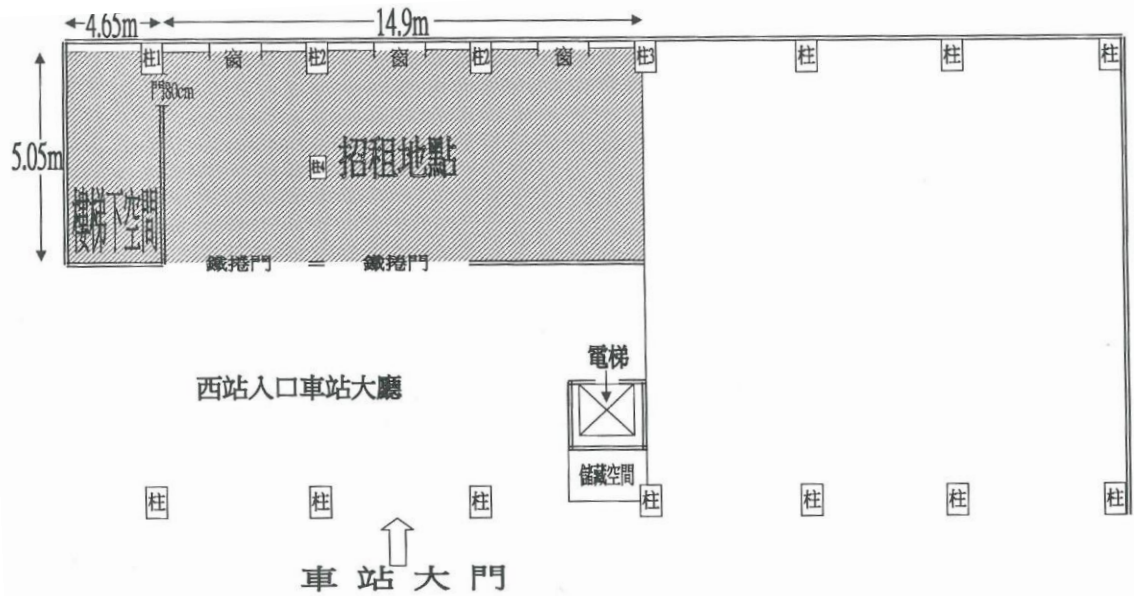 4.65m 14.9m
柱1 窗 柱2 窗 柱2 窗 柱3 柱 柱 柱
門80cm
5.05m
招租地點
樓梯下空間
鐵捲門 鐵捲門
電梯
西站入口車站大廳
儲藏空間
柱 柱 柱 柱 柱 柱 柱
車站大門